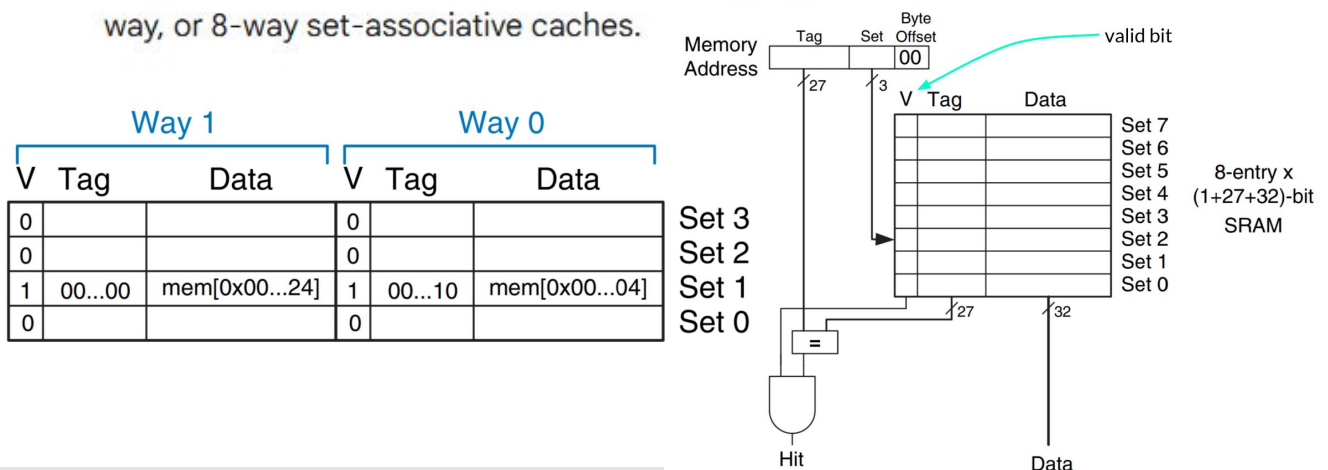 way, or 8-way set-associative caches.
Way 1 Way 0
V Tag Data V Tag Data
0 0 Set 3
0 0 Set 2
1 00...00 mem[0x00...24] 1 00...10 mem[0x00...04] Set 1
0 0 Set 0
Byte
Tag Set Offset
Memory
Address
00
valid bit
27 3
V Tag Data
Set 7
Set 6
Set 5
Set 4
Set 3
Set 2
Set 1
Set 0
8-entry x
(1+27+32)-bit
SRAM
27 32
=
Hit Data